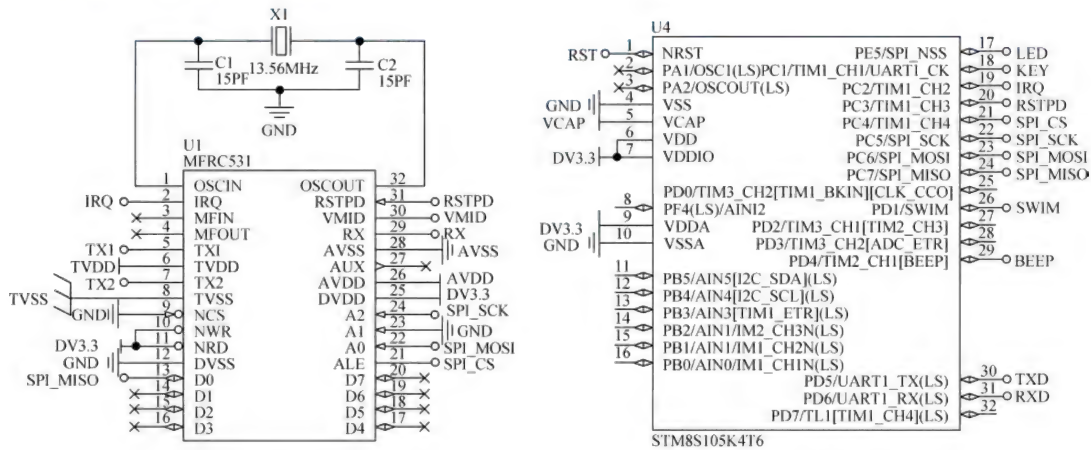 X1
C1
15PF
13.56MHz
C2
15PF
GND
U1
MFRC531
1 OSCIN OSCOUT 32
IRQ 2 IRQ RSTPD 31 RSTPD
3 MFIN VMID 30 VMID
4 MFOUT RX 29 RX
TX1 5 TX1 AVSS 28 AVSS
TVDD 6 TVDD AUX 27
TX2 7 TX2 AVDD 26 AVDD
TVSS 8 TVSS DVDD 25 DV3.3
GND 9 NCS A2 24 SPI_SCK
10 NWR A1 23 GND
DV3.3 11 NRD A0 22 SPI_MOSI
GND 12 DVSS ALE 21 SPI_CS
SPI_MISO 13 D0 D7 20
14 D1 D6 19
15 D2 D5 18
16 D3 D4 17
U4
RST 1 NRST PE5/SPI_NSS 17 LED
2 PA1/OSC1(LS)PC1/TIM1_CH1/UART1_CK 18 KEY
3 PA2/OSCOUT(LS) PC2/TIM1_CH2 19 IRQ
GND 4 VSS PC3/TIM1_CH3 20 RSTPD
VCAP 5 VCAP PC4/TIM1_CH4 21 SPI_CS
6 VDD PC5/SPI_SCK 22 SPI_SCK
DV3.3 7 VDDIO PC6/SPI_MOSI 23 SPI_MOSI
PC7/SPI_MISO 24 SPI_MISO
PD0/TIM3_CH2[TIM1_BKIN][CLK_CCO] 25
8 PF4(LS)/AINI2 PD1/SWIM 26 SWIM
DV3.3 9 VDDA PD2/TIM3_CH1[TIM2_CH3] 27
GND 10 VSSA PD3/TIM3_CH2[ADC_ETR] 28
PD4/TIM2_CH1[BEEP] 29 BEEP
11 PB5/AIN5[I2C_SDA](LS)
12 PB4/AIN4[I2C_SCL](LS)
13 PB3/AIN3[TIM1_ETR](LS)
14 PB2/AIN1/IM2_CH3N(LS)
15 PB1/AIN1/IM1_CH2N(LS)
16 PB0/AIN0/IM1_CH1N(LS)
PD5/UART1_TX(LS) 30 TXD
PD6/UART1_RX(LS) 31 RXD
PD7/TL1[TIM1_CH4](LS) 32
STM8S105K4T6